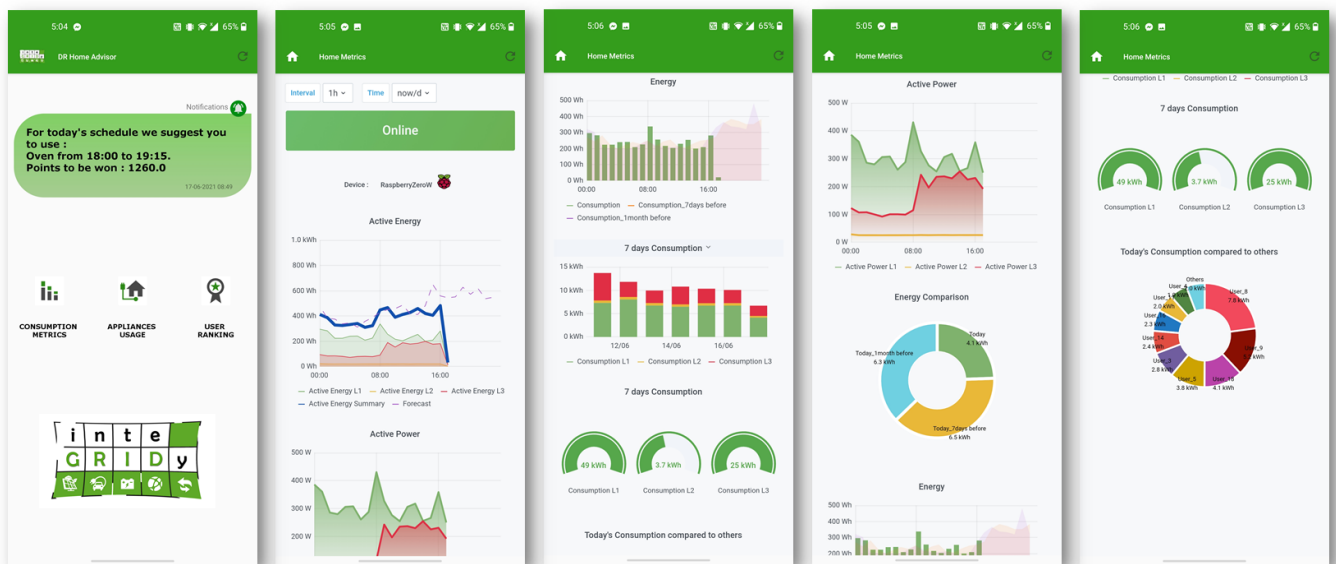 5:04
65%
DR Home Advisor
Notifications
For today's schedule we suggest you
to use :
Oven from 18:00 to 19:15.
Points to be won : 1260.0
17-06-2021 08:49
CONSUMPTION
METRICS
APPLIANCES
USAGE
USER
RANKING
inte
GRIDy
5:05
65%
Home Metrics
Interval
1h
Time
now/d
Online
Device :
RaspberryZeroW
Active Energy
1.0 kWh
800 Wh
600 Wh
400 Wh
200 Wh
0 Wh
00:00
08:00
16:00
Active Energy L1
Active Energy L2
Active Energy L3
Active Energy Summary
Forecast
Active Power
500 W
400 W
300 W
200 W
5:06
65%
Home Metrics
Energy
500 Wh
400 Wh
300 Wh
200 Wh
100 Wh
0 Wh
00:00
08:00
16:00
Consumption
Consumption_7days before
Consumption_1month before
7 days Consumption
15 kWh
10 kWh
5 kWh
0 kWh
12/06
14/06
16/06
Consumption L1
Consumption L2
Consumption L3
7 days Consumption
49 kWh
3.7 kWh
25 kWh
Consumption L1
Consumption L2
Consumption L3
Today's Consumption compared to others
5:05
65%
Home Metrics
Active Power
500 W
400 W
300 W
200 W
100 W
0 W
00:00
08:00
16:00
Active Power L1
Active Power L2
Active Power L3
Energy Comparison
Today
4.1 kWh
Today_1month before
6.3 kWh
Today_7days before
6.5 kWh
Energy
500 Wh
400 Wh
300 Wh
200 Wh
5:06
65%
Home Metrics
Consumption L1
Consumption L2
Consumption L3
7 days Consumption
49 kWh
3.7 kWh
25 kWh
Consumption L1
Consumption L2
Consumption L3
Today's Consumption compared to others
Others
User_8
7.8 kWh
User_9
User_18
4.1 kWh
User_5
3.8 kWh
User_3
2.8 kWh
User_14
2.4 kWh
2.3 kWh
2.0 kWh